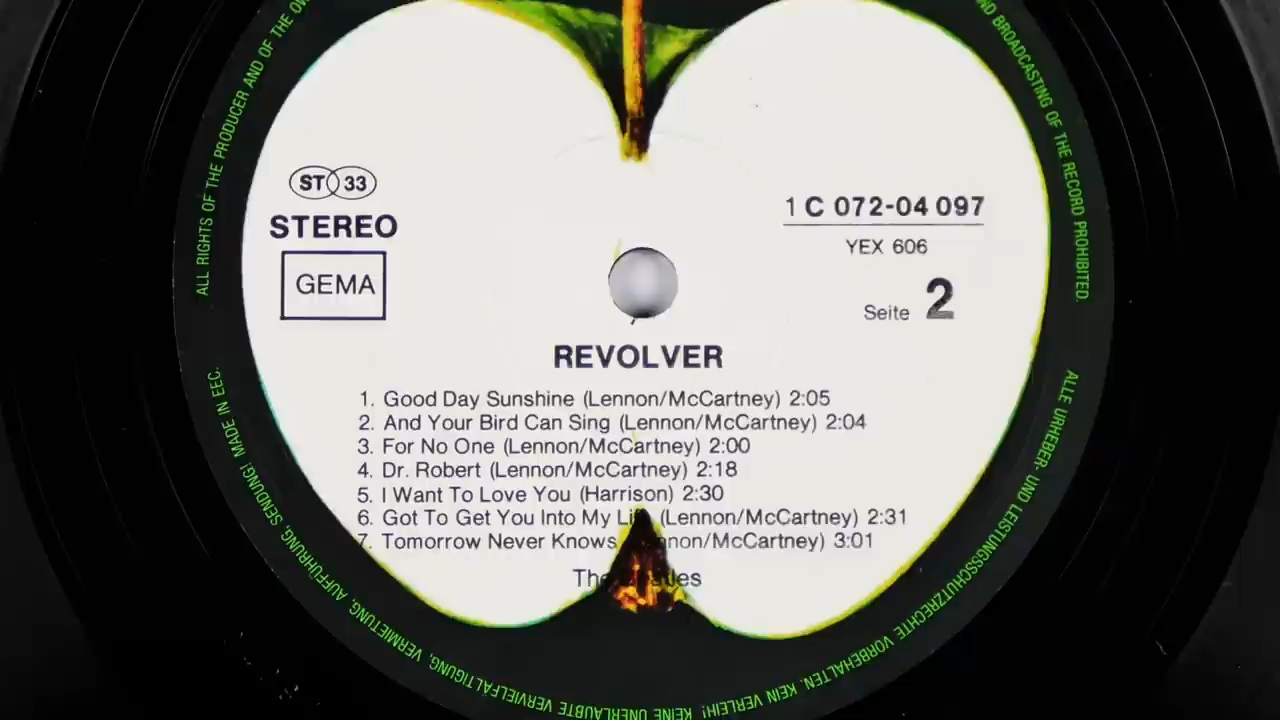 ALL RIGHTS OF THE PRODUCER AND OF THE
BROADCASTING OF THE RECORD PROHIBITED.
ST 33
STEREO
GEMA
1 C 072-04 097
YEX 606
Seite 2
REVOLVER
1. Good Day Sunshine (Lennon/McCartney) 2:05
2. And Your Bird Can Sing (Lennon/McCartney) 2:04
3. For No One (Lennon/McCartney) 2:00
4. Dr. Robert (Lennon/McCartney) 2:18
5. I Want To Love You (Harrison) 2:30
6. Got To Get You Into My Life (Lennon/McCartney) 2:31
7. Tomorrow Never Knows (Lennon/McCartney) 3:01
The Beatles
ALLE URHEBER- UND LEISTUNGSSCHUTZRECHTE VORBEHALTEN. KEIN VERLEIH! KEINE UNERLAUBTE VERVIELFÄLTIGUNG, VERMIETUNG, AUFFÜHRUNG, SENDUNG! MADE IN EEC.